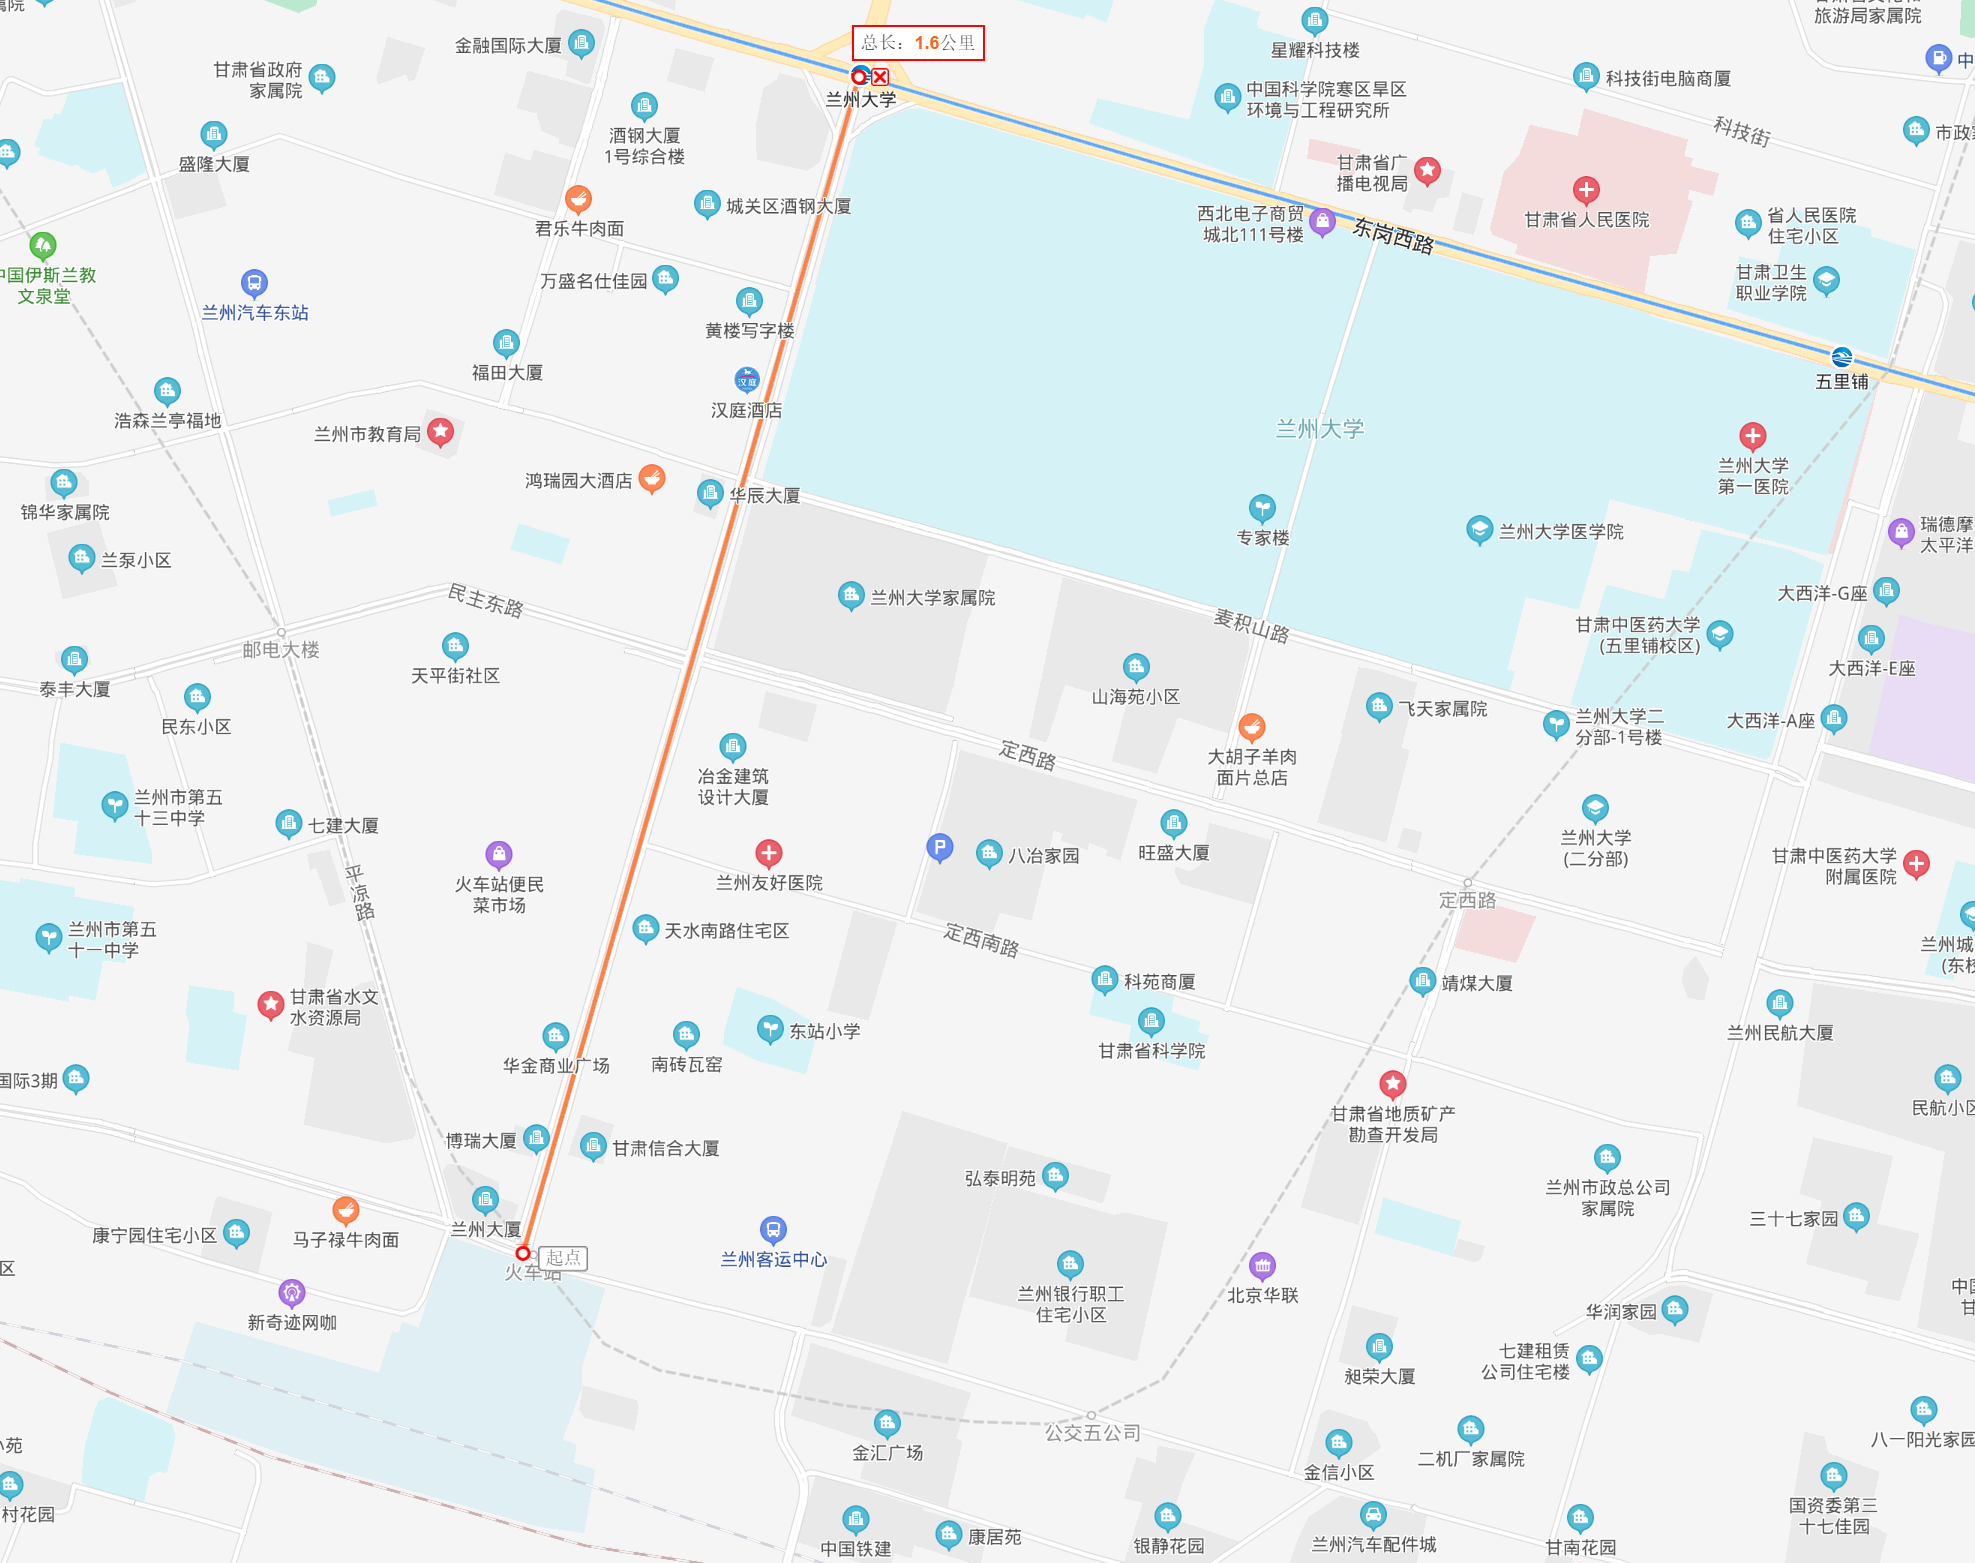 旅游局家属院
总长：1.6公里
星耀科技楼
金融国际大厦
甘肃省政府
家属院
兰州大学
中国科学院寒区旱区
环境与工程研究所
科技街电脑商厦
科技街
盛隆大厦
酒钢大厦
1号综合楼
甘肃省广
播电视局
君乐牛肉面
城关区酒钢大厦
西北电子商贸
城北111号楼
东岗西路
甘肃省人民医院
省人民医院
住宅小区
中国伊斯兰教
文泉堂
兰州汽车东站
万盛名仕佳园
黄楼写字楼
甘肃卫生
职业学院
福田大厦
汉庭
汉庭酒店
五里铺
浩森兰亭福地
兰州市教育局
兰州大学
兰州大学
第一医院
鸿瑞园大酒店
华辰大厦
锦华家属院
专家楼
兰州大学医学院
瑞德摩
太平洋
兰泵小区
民主东路
兰州大学家属院
麦积山路
大西洋-G座
甘肃中医药大学
(五里铺校区)
邮电大楼
天平街社区
泰丰大厦
大西洋-E座
山海苑小区
民东小区
飞天家属院
兰州大学二
分部-1号楼
大西洋-A座
定西路
大胡子羊肉
面片总店
冶金建筑
设计大厦
兰州市第五
十三中学
七建大厦
兰州大学
(二分部)
旺盛大厦
P
八冶家园
火车站便民
菜市场
兰州友好医院
甘肃中医药大学
附属医院
平凉路
定西路
兰州市第五
十一中学
天水南路住宅区
定西南路
兰州城
(东校
科苑商厦
靖煤大厦
甘肃省水文
水资源局
东站小学
兰州民航大厦
华金商业广场
南砖瓦窑
甘肃省科学院
国际3期
民航小区
甘肃省地质矿产
勘查开发局
博瑞大厦
甘肃信合大厦
弘泰明苑
兰州市政总公司
家属院
三十七家园
康宁园住宅小区
马子禄牛肉面
兰州大厦
起点
火车站
兰州客运中心
区
兰州银行职工
住宅小区
北京华联
华润家园
新奇迹网咖
七建租赁
公司住宅楼
昶荣大厦
公交五公司
金汇广场
金信小区
二机厂家属院
八一阳光家园
村花园
国资委第三
十七佳园
中国铁建
康居苑
银静花园
兰州汽车配件城
甘南花园